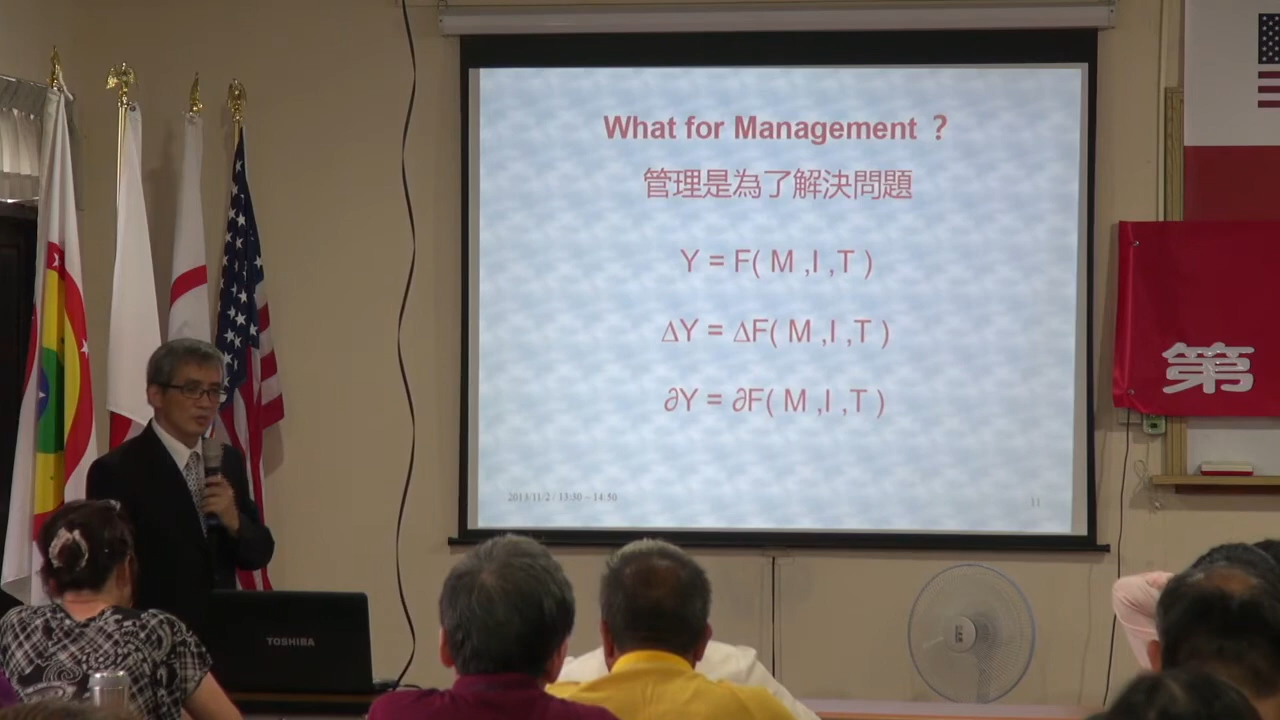 What for Management ?
管理是為了解決問題
Y = F( M ,I ,T )
ΔY = ΔF( M ,I ,T )
∂Y = ∂F( M ,I ,T )
2013/11/2 / 13:30 ~ 14:50
11
第
TOSHIBA